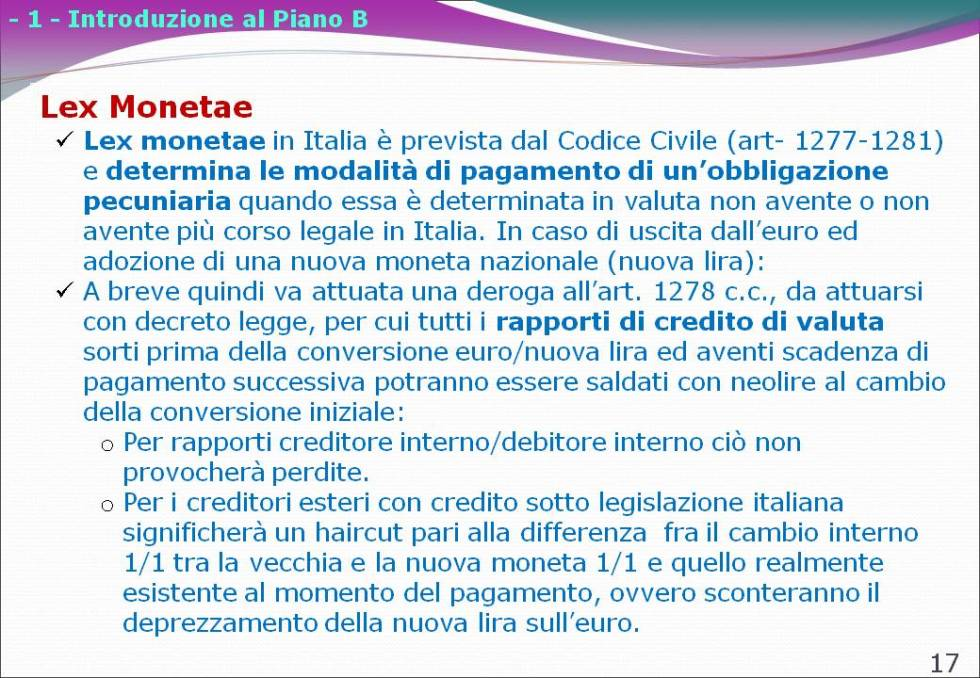 - 1 - Introduzione al Piano B
Lex Monetae
✓ Lex monetae in Italia è prevista dal Codice Civile (art- 1277-1281)
e determina le modalità di pagamento di un’obbligazione
pecuniaria quando essa è determinata in valuta non avente o non
avente più corso legale in Italia. In caso di uscita dall’euro ed
adozione di una nuova moneta nazionale (nuova lira):
✓ A breve quindi va attuata una deroga all’art. 1278 c.c., da attuarsi
con decreto legge, per cui tutti i rapporti di credito di valuta
sorti prima della conversione euro/nuova lira ed aventi scadenza di
pagamento successiva potranno essere saldati con neolire al cambio
della conversione iniziale:
o Per rapporti creditore interno/debitore interno ciò non
provocherà perdite.
o Per i creditori esteri con credito sotto legislazione italiana
significherà un haircut pari alla differenza fra il cambio interno
1/1 tra la vecchia e la nuova moneta 1/1 e quello realmente
esistente al momento del pagamento, ovvero sconteranno il
deprezzamento della nuova lira sull’euro.
17